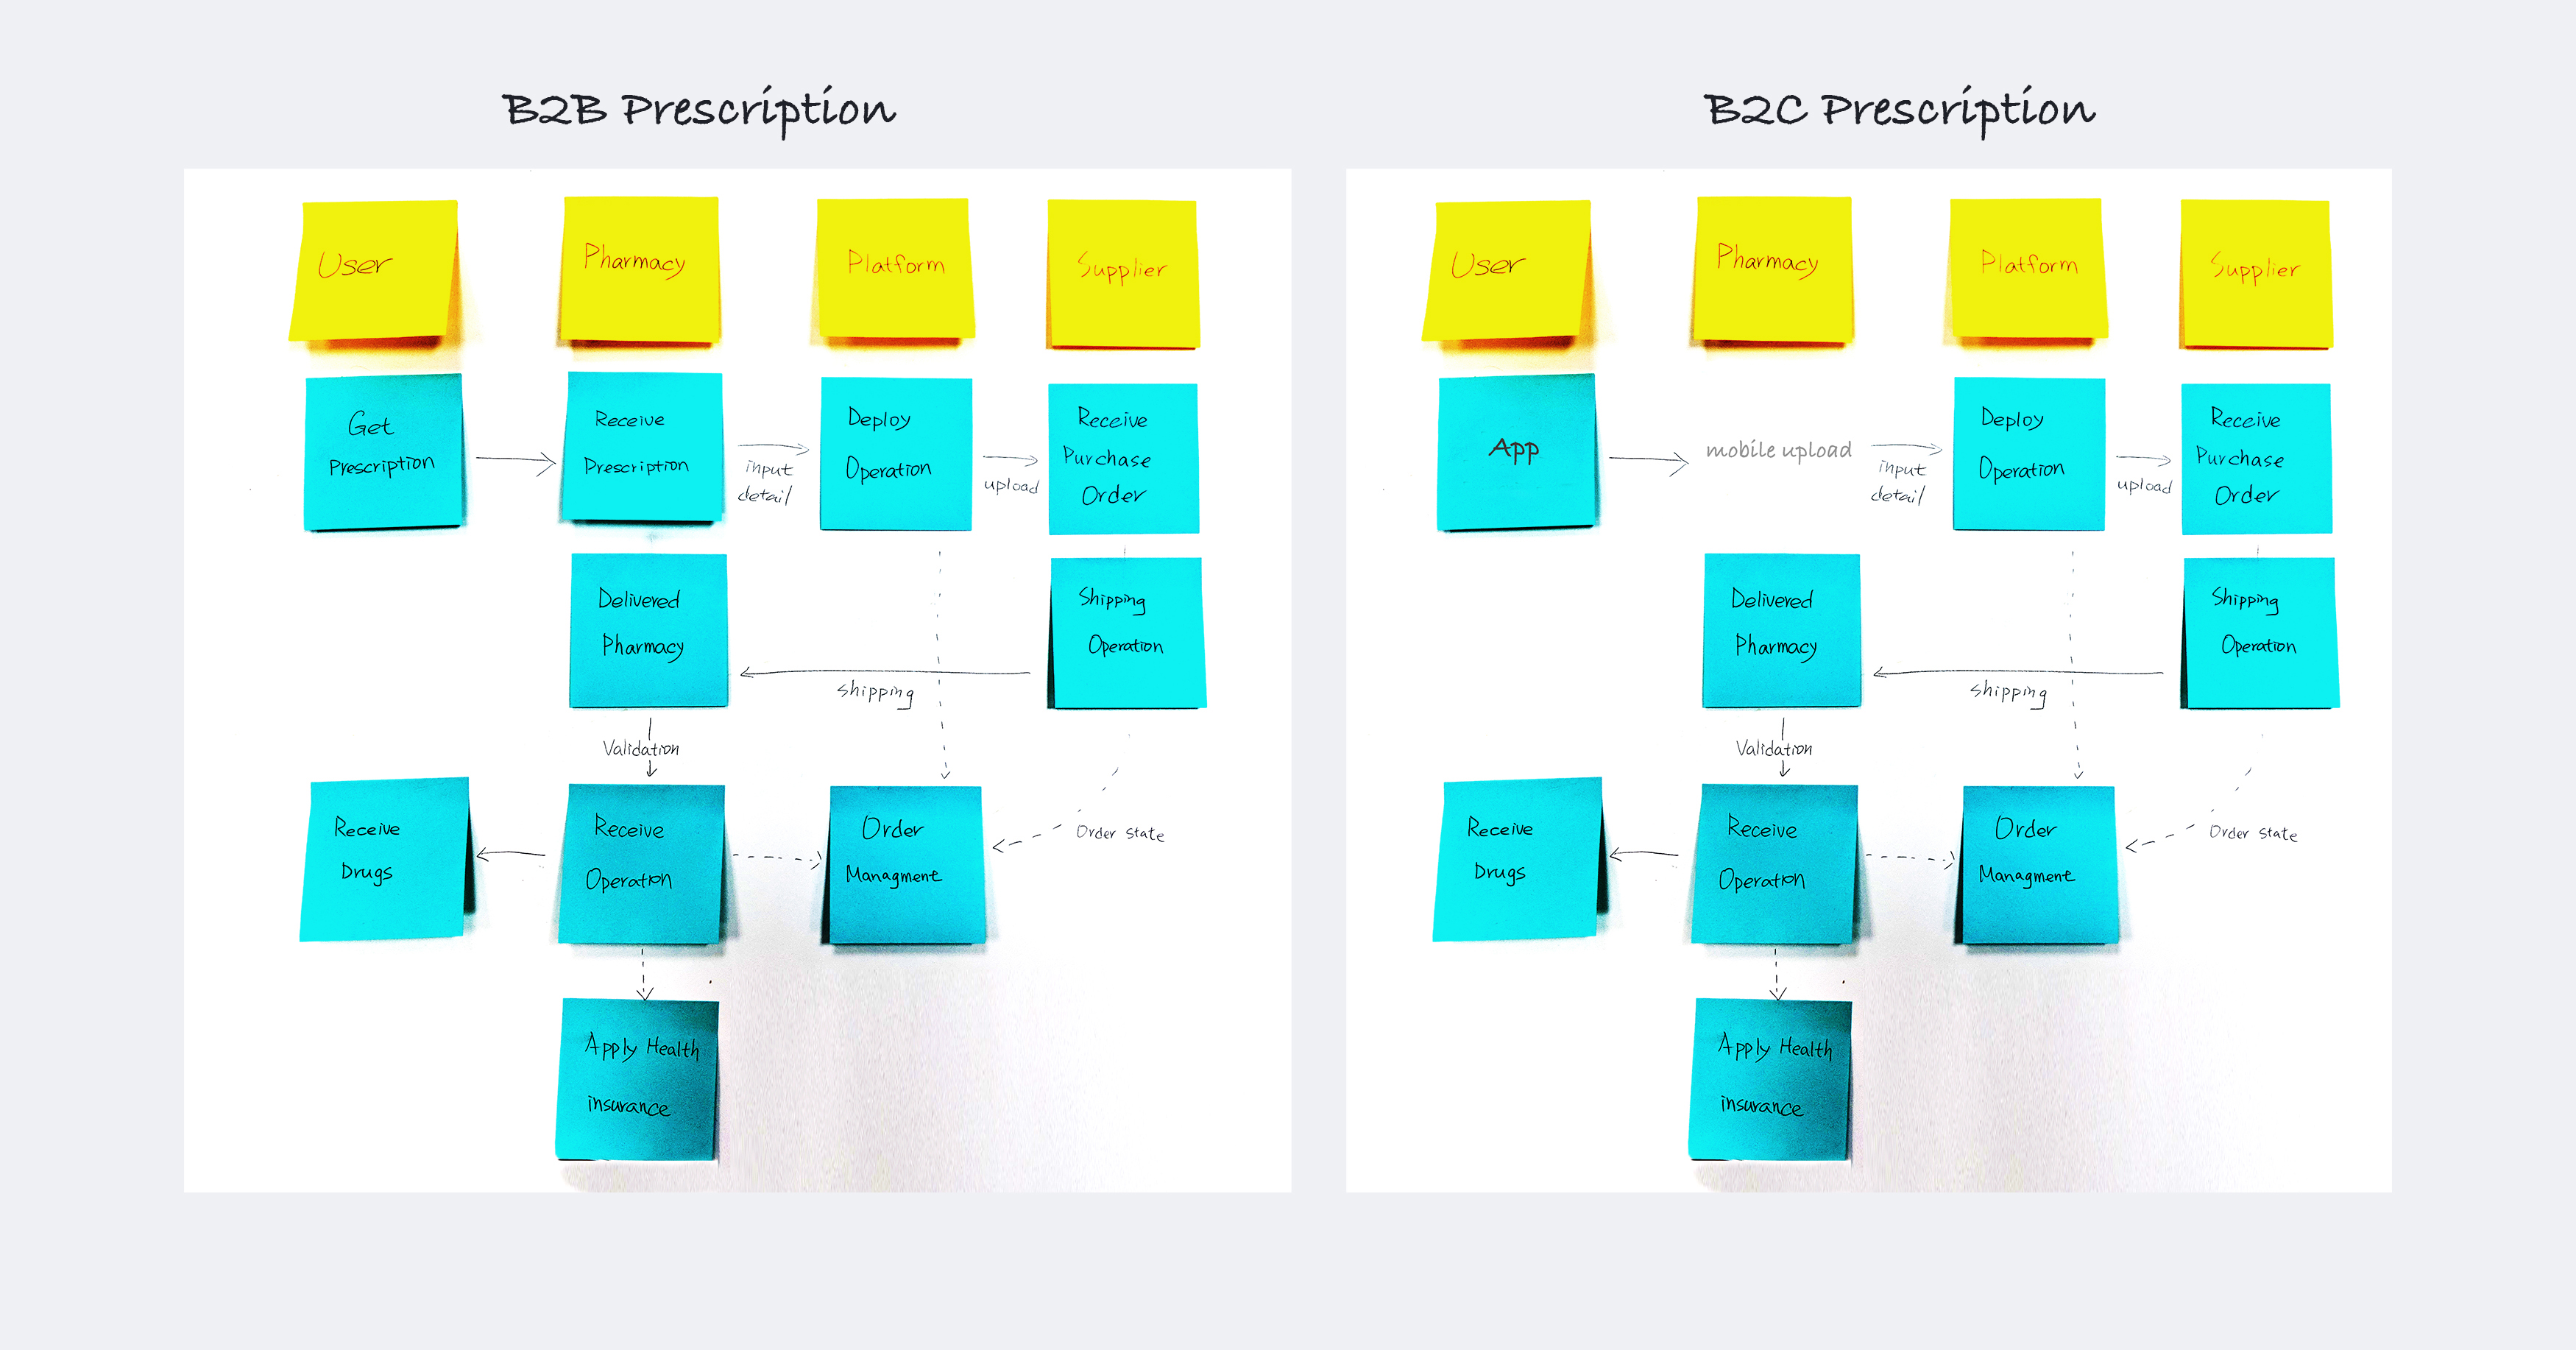 B2B Prescription
User
Pharmacy
Platform
Supplier
Get
Prescription
Receive
Prescription
input
detail
Deploy
Operation
upload
Receive
Purchase
Order
Delivered
Pharmacy
Shipping
Operation
shipping
Validation
Receive
Drugs
Receive
Operation
Order
Managment
Order state
Apply Health
insurance
B2C Prescription
User
Pharmacy
Platform
Supplier
App
mobile upload
input
detail
Deploy
Operation
upload
Receive
Purchase
Order
Delivered
Pharmacy
Shipping
Operation
shipping
Validation
Receive
Drugs
Receive
Operation
Order
Managment
Order state
Apply Health
insurance